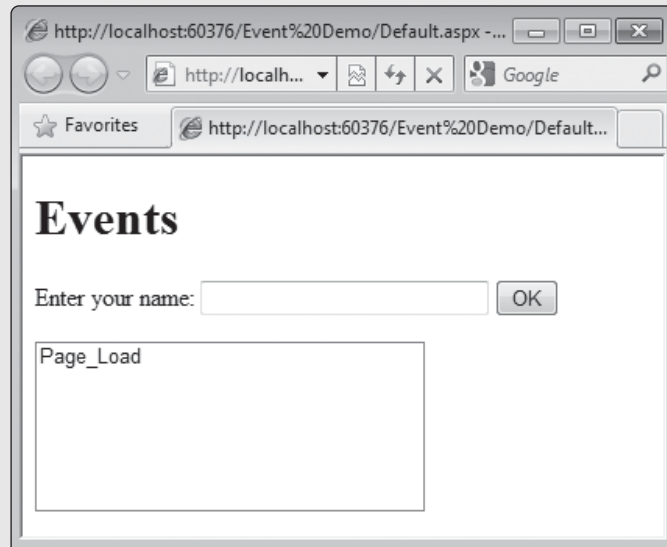 http://localhost:60376/Event%20Demo/Default.aspx -...
http://localh...
Google
Favorites
http://localhost:60376/Event%20Demo/Default...
Events
Enter your name:
OK
Page_Load